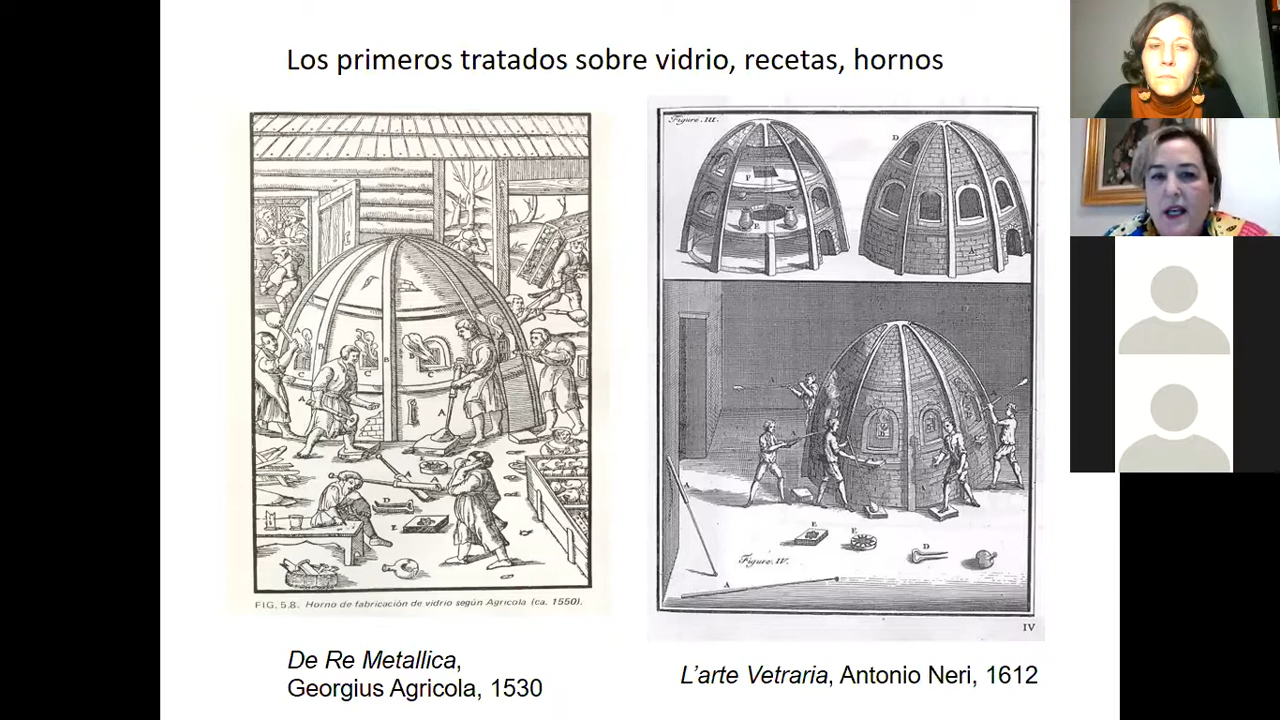 Los primeros tratados sobre vidrio, recetas, hornos
Figure. III.
D
F
E
A
A
B
B
B
C
C
A
A
A
A
D
E
A
A
E
E
D
Figure. IV.
A
FIG. 5.8. Horno de fabricación de vidrio según Agricola (ca. 1550).
IV
De Re Metallica,
Georgius Agricola, 1530
L'arte Vetraria, Antonio Neri, 1612